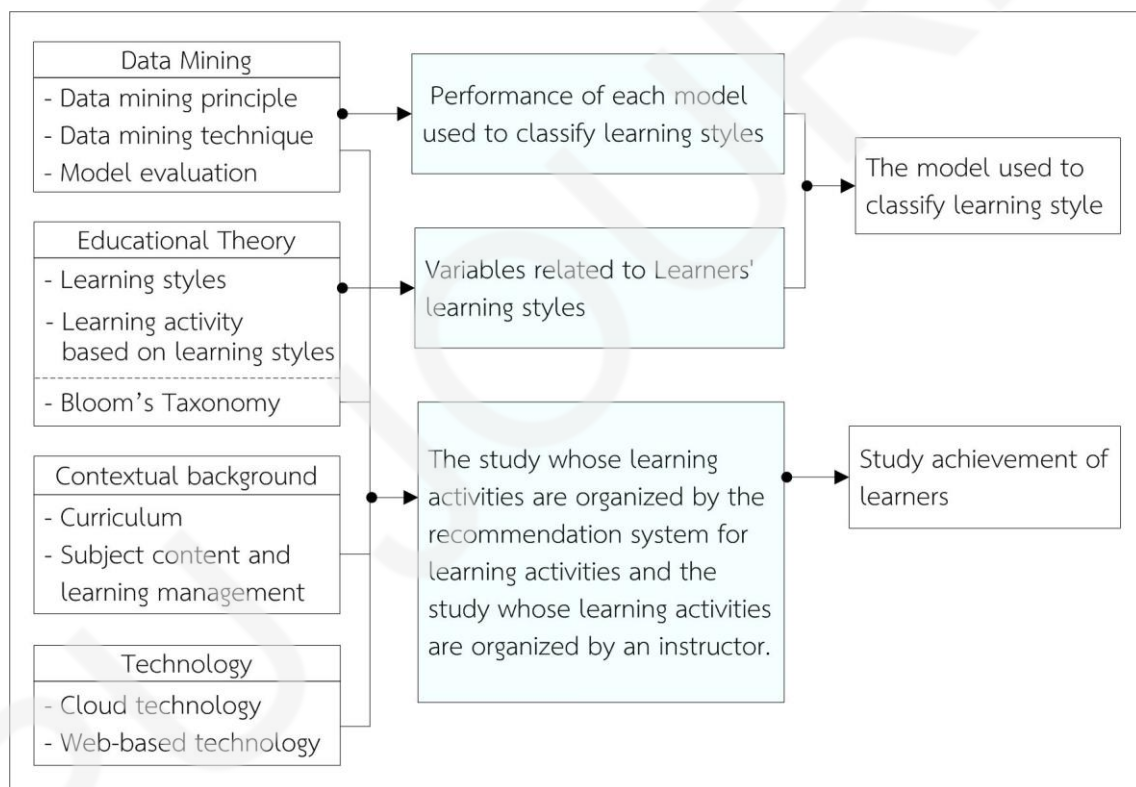 Data Mining
- Data mining principle
- Data mining technique
- Model evaluation
Educational Theory
- Learning styles
- Learning activity
based on learning styles
- Bloom's Taxonomy
Contextual background
- Curriculum
- Subject content and
learning management
Technology
- Cloud technology
- Web-based technology
Performance of each model
used to classify learning styles
Variables related to Learners'
learning styles
The study whose learning
activities are organized by the
recommendation system for
learning activities and the
study whose learning activities
are organized by an instructor.
The model used to
classify learning style
Study achievement of
learners